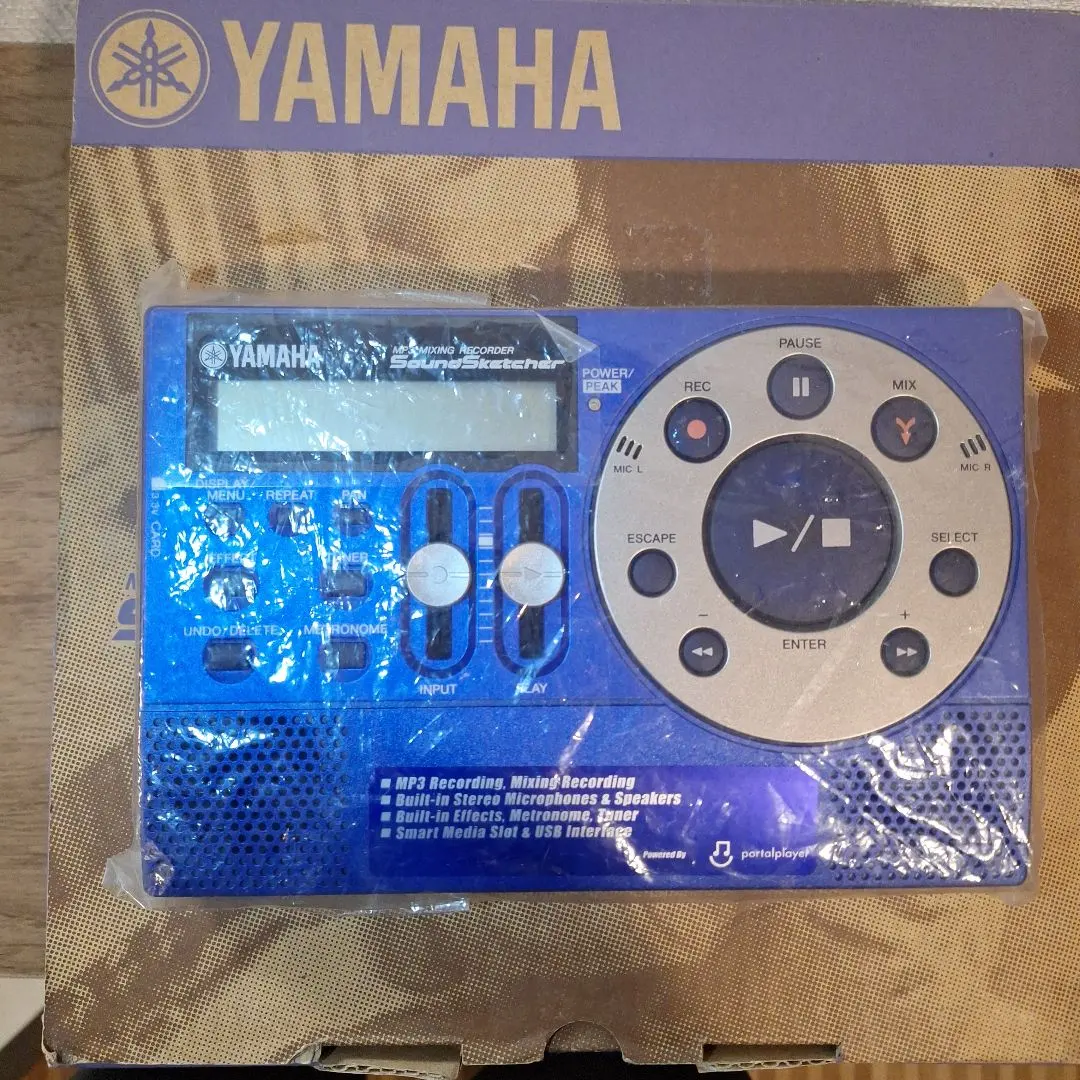 YAMAHA
YAMAHA
MP3 MIXING RECORDER
SoundSketcher
POWER/
PEAK
PAUSE
REC
MIX
MIC L
MIC R
DISPLAY/
MENU
REPEAT
PAN
3.3V CARD
ESCAPE
SELECT
EFFECT
TUNER
UNDO/DELETE
METRONOME
−
+
ENTER
INPUT
PLAY
■ MP3 Recording, Mixing Recording
■ Built-in Stereo Microphones & Speakers
■ Built-in Effects, Metronome, Tuner
■ Smart Media Slot & USB Interface
Powered By
portalplayer